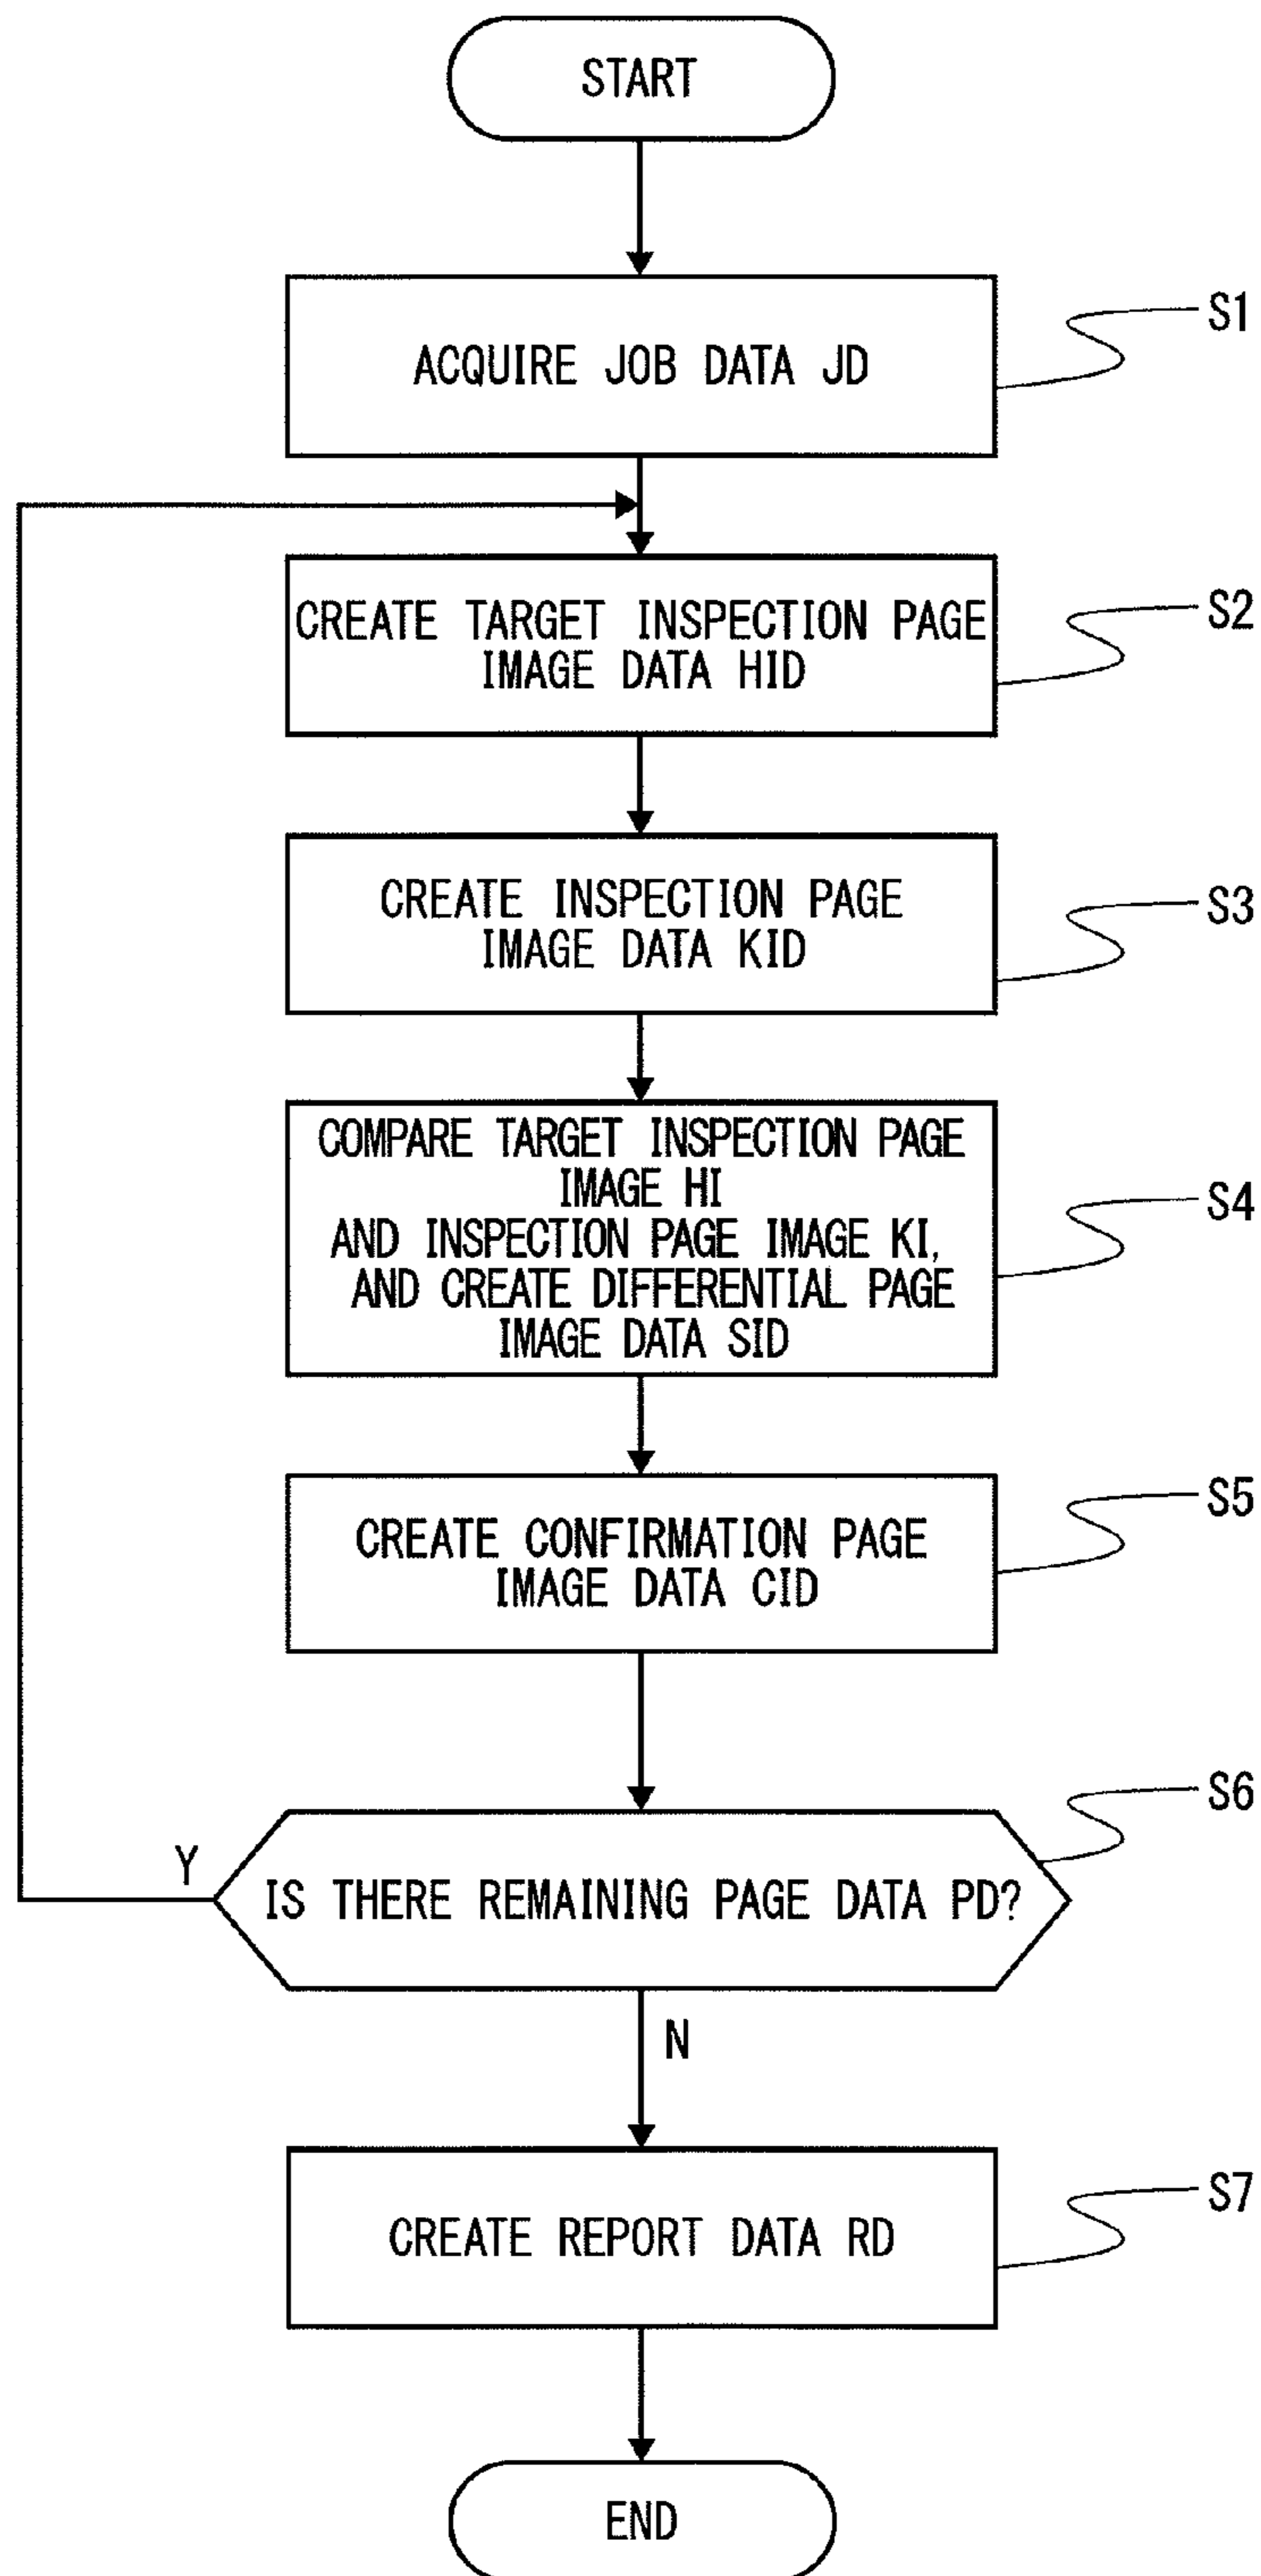 START
ACQUIRE JOB DATA JD
S1
CREATE TARGET INSPECTION PAGE
IMAGE DATA HID
S2
CREATE INSPECTION PAGE
IMAGE DATA KID
S3
COMPARE TARGET INSPECTION PAGE
IMAGE HI
AND INSPECTION PAGE IMAGE KI,
AND CREATE DIFFERENTIAL PAGE
IMAGE DATA SID
S4
CREATE CONFIRMATION PAGE
IMAGE DATA CID
S5
IS THERE REMAINING PAGE DATA PD?
S6
Y
N
CREATE REPORT DATA RD
S7
END